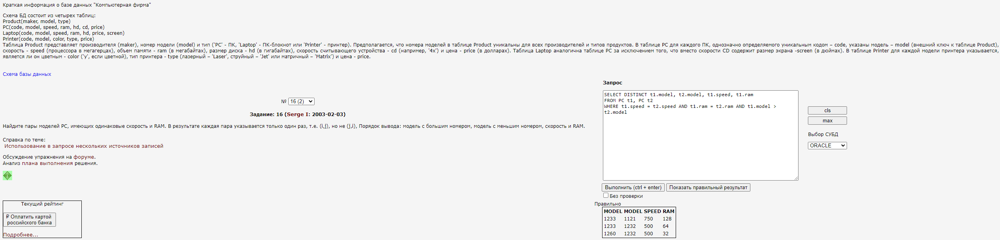 Краткая информация о базе данных "Компьютерная фирма"
Схема БД состоит из четырех таблиц:
Product(maker, model, type)
PC(code, model, speed, ram, hd, cd, price)
Laptop(code, model, speed, ram, hd, price, screen)
Printer(code, model, color, type, price)
Таблица Product представляет производителя (maker), номер модели (model) и тип ('PC' - ПК, 'Laptop' - ПК-блокнот или 'Printer' - принтер). Предполагается, что номера моделей в таблице Product уникальны для всех производителей и типов продуктов. В таблице PC для каждого ПК, однозначно определяемого уникальным кодом – code, указаны модель – model (внешний ключ к таблице Product),
скорость - speed (процессора в мегагерцах), объем памяти - ram (в мегабайтах), размер диска - hd (в гигабайтах), скорость считывающего устройства - cd (например, '4x') и цена - price (в долларах). Таблица Laptop аналогична таблице РС за исключением того, что вместо скорости CD содержит размер экрана -screen (в дюймах). В таблице Printer для каждой модели принтера указывается,
является ли он цветным - color ('y', если цветной), тип принтера - type (лазерный – 'Laser', струйный – 'Jet' или матричный – 'Matrix') и цена - price.
Схема базы данных
№ 16 (2)
Задание: 16 (Serge I: 2003-02-03)
Найдите пары моделей PC, имеющих одинаковые скорость и RAM. В результате каждая пара указывается только один раз, т.е. (i,j), но не (j,i), Порядок вывода: модель с большим номером, модель с меньшим номером, скорость и RAM.
Справка по теме:
Использование в запросе нескольких источников записей
Обсуждение упражнения на форуме.
Анализ плана выполнения решения.
i
Текущий рейтинг
₽ Оплатить картой
российского банка
Подробнее...
Запрос
SELECT DISTINCT t1.model, t2.model, t1.speed, t1.ram
FROM PC t1, PC t2
WHERE t1.speed = t2.speed AND t1.ram = t2.ram AND t1.model >
t2.model
cls
max
Выбор СУБД
ORACLE
Выполнить (ctrl + enter) Показать правильный результат
Без проверки
Правильно
MODEL MODEL SPEED RAM
1233 1121 750 128
1233 1232 500 64
1260 1232 500 32